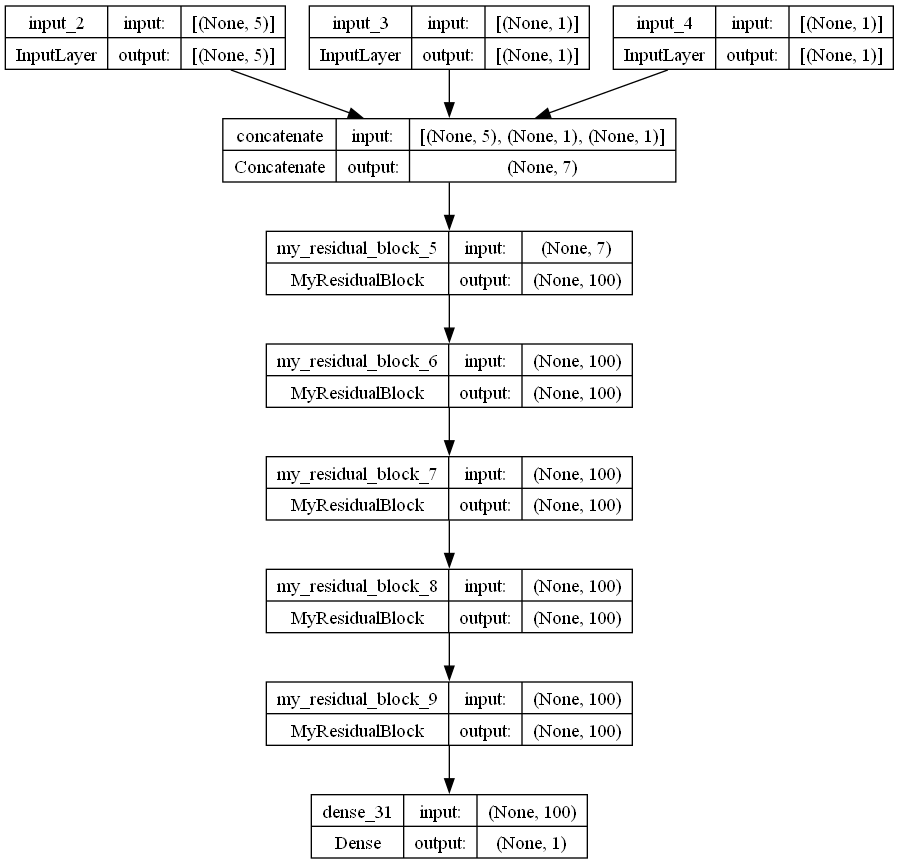 input_2 input: [(None, 5)]
InputLayer output: [(None, 5)]
input_3 input: [(None, 1)]
InputLayer output: [(None, 1)]
input_4 input: [(None, 1)]
InputLayer output: [(None, 1)]
concatenate input: [(None, 5), (None, 1), (None, 1)]
Concatenate output: (None, 7)
my_residual_block_5 input: (None, 7)
MyResidualBlock output: (None, 100)
my_residual_block_6 input: (None, 100)
MyResidualBlock output: (None, 100)
my_residual_block_7 input: (None, 100)
MyResidualBlock output: (None, 100)
my_residual_block_8 input: (None, 100)
MyResidualBlock output: (None, 100)
my_residual_block_9 input: (None, 100)
MyResidualBlock output: (None, 100)
dense_31 input: (None, 100)
Dense output: (None, 1)